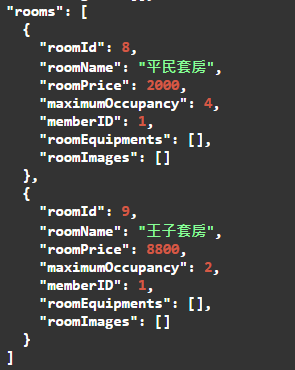 "rooms": [
{
"roomId": 8,
"roomName": "平民套房",
"roomPrice": 2000,
"maximumOccupancy": 4,
"memberID": 1,
"roomEquipments": [],
"roomImages": []
},
{
"roomId": 9,
"roomName": "王子套房",
"roomPrice": 8800,
"maximumOccupancy": 2,
"memberID": 1,
"roomEquipments": [],
"roomImages": []
}
]